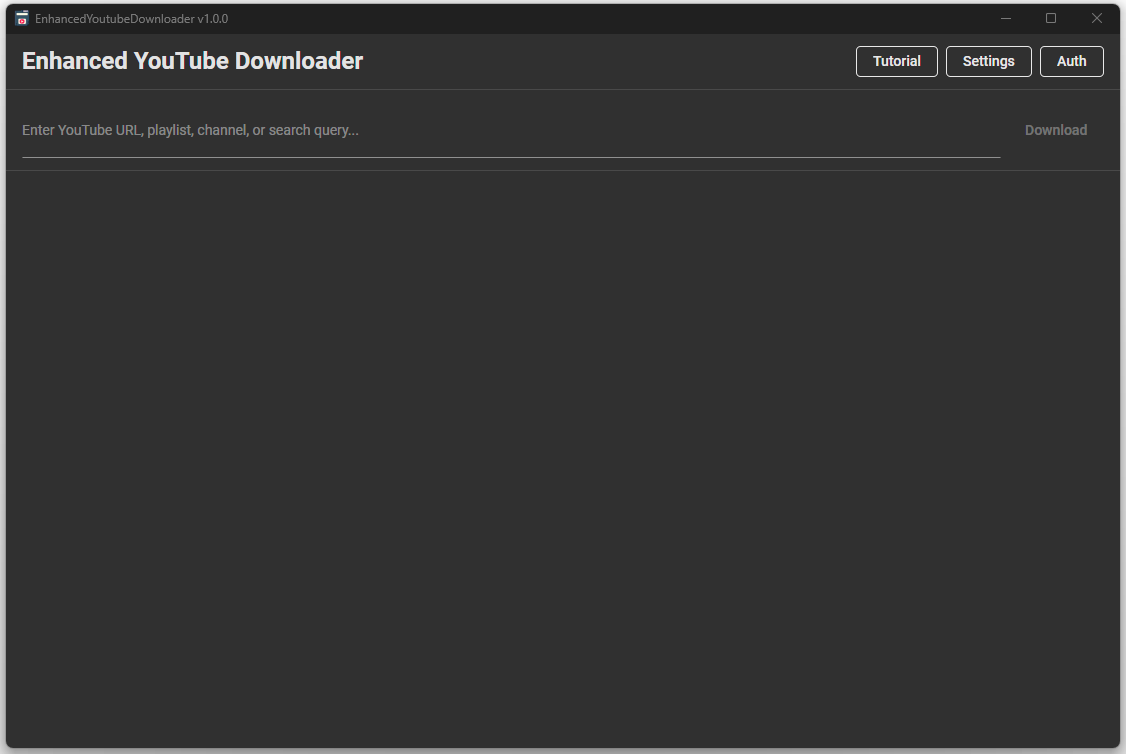 EnhancedYoutubeDownloader v1.0.0
Enhanced YouTube Downloader
Tutorial
Settings
Auth
Enter YouTube URL, playlist, channel, or search query...
Download